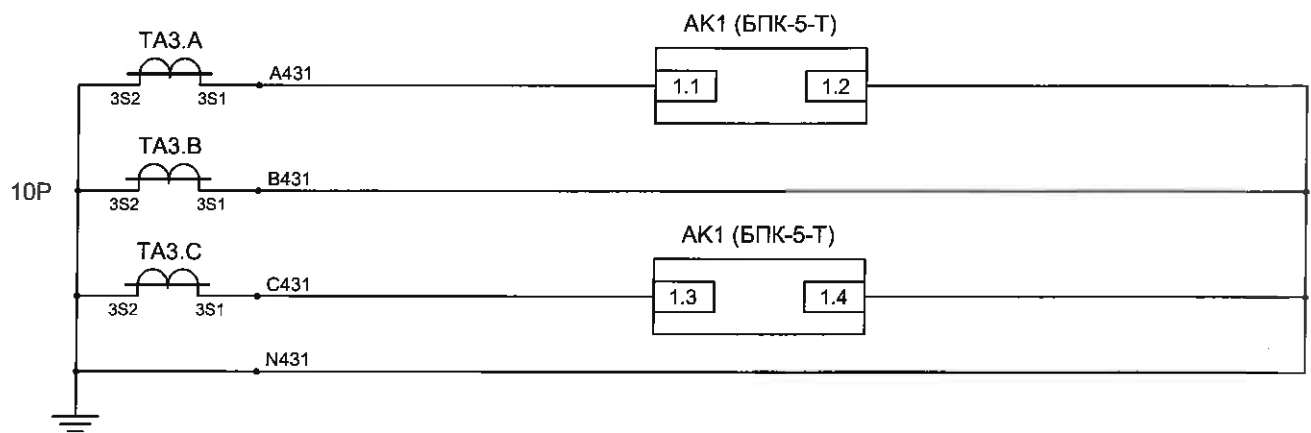 AK1 (БПК-5-Т)
TA3.A
A431
1.1
1.2
3S2
3S1
TA3.B
10P
B431
3S2
3S1
AK1 (БПК-5-Т)
TA3.C
C431
1.3
1.4
3S2
3S1
N431